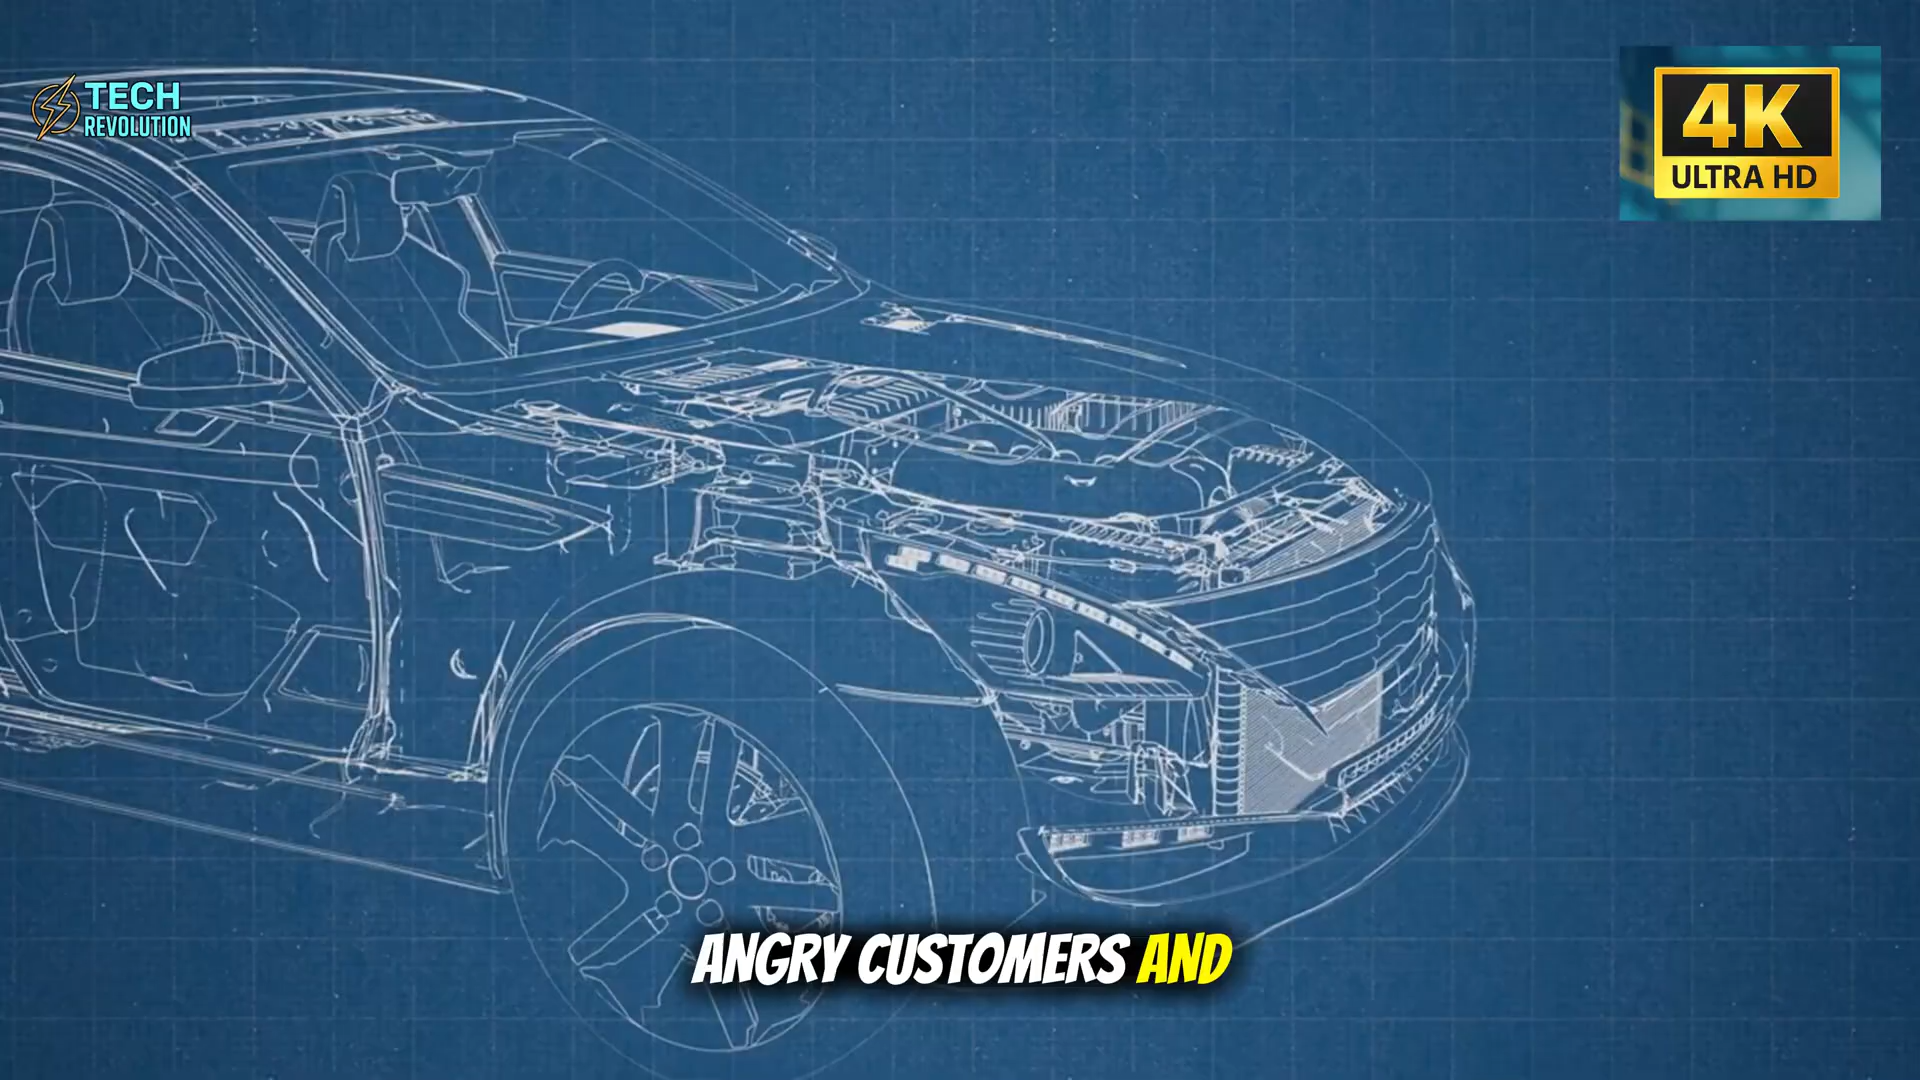 TECH
REVOLUTION
4K
ULTRA HD
ANGRY CUSTOMERS AND